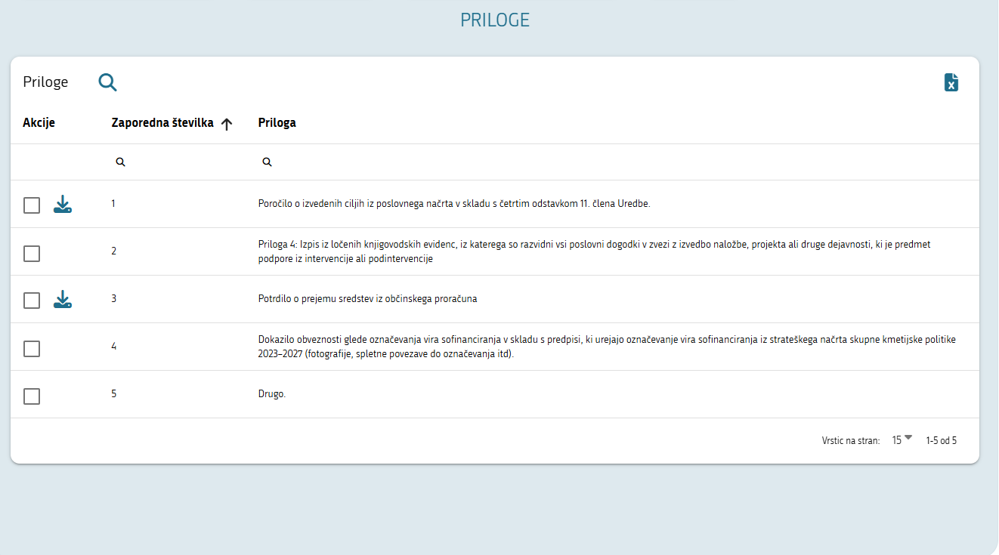 PRILOGE
Priloge
Akcije Zaporedna številka Priloga
1 Poročilo o izvedenih ciljih iz poslovnega načrta v skladu s četrtim odstavkom 11. člena Uredbe.
2 Priloga 4: Izpis iz ločenih knjigovodskih evidenc, iz katerega so razvidni vsi poslovni dogodki v zvezi z izvedbo naložbe, projekta ali druge dejavnosti, ki je predmet
podpore iz intervencije ali podintervencije
3 Potrdilo o prejemu sredstev iz občinskega proračuna
4 Dokazilo obveznosti glede označevanja vira sofinanciranja v skladu s predpisi, ki urejajo označevanje vira sofinanciranja iz strateškega načrta skupne kmetijske politike
2023–2027 (fotografije, spletne povezave do označevanja itd).
5 Drugo.
Vrstic na stran: 15 1-5 od 5